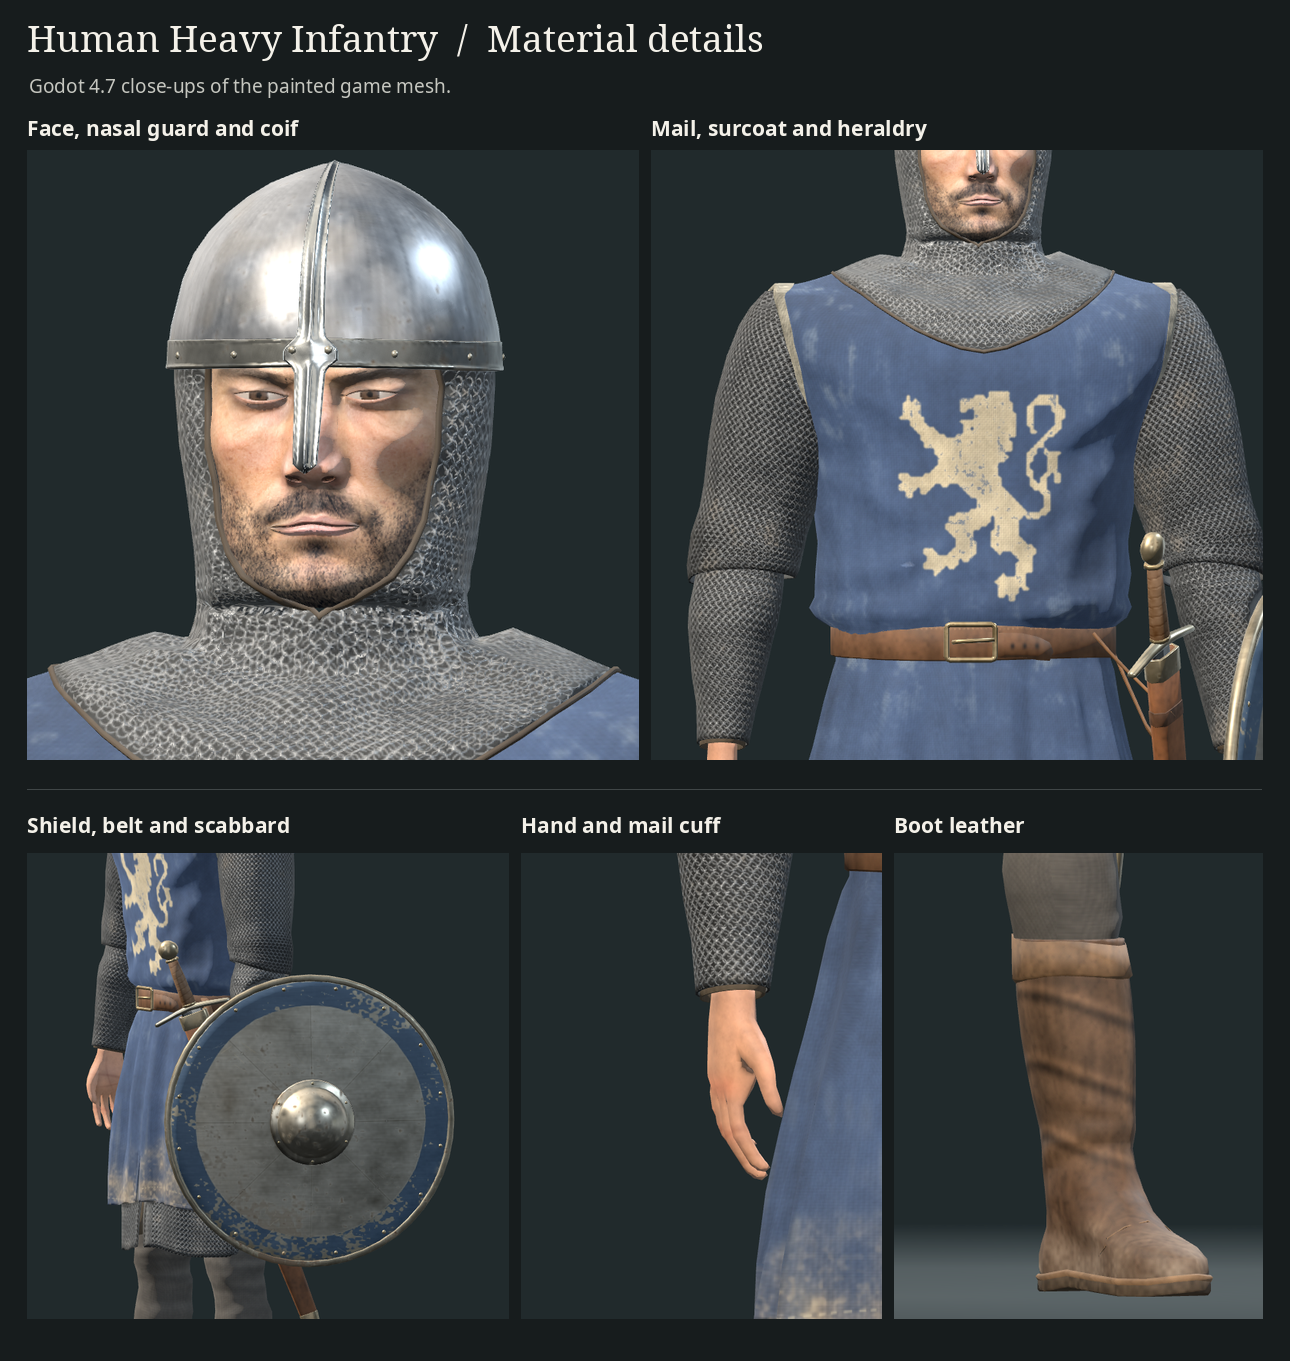 Human Heavy Infantry / Material details
Godot 4.7 close-ups of the painted game mesh.
Face, nasal guard and coif
Mail, surcoat and heraldry
Shield, belt and scabbard
Hand and mail cuff
Boot leather